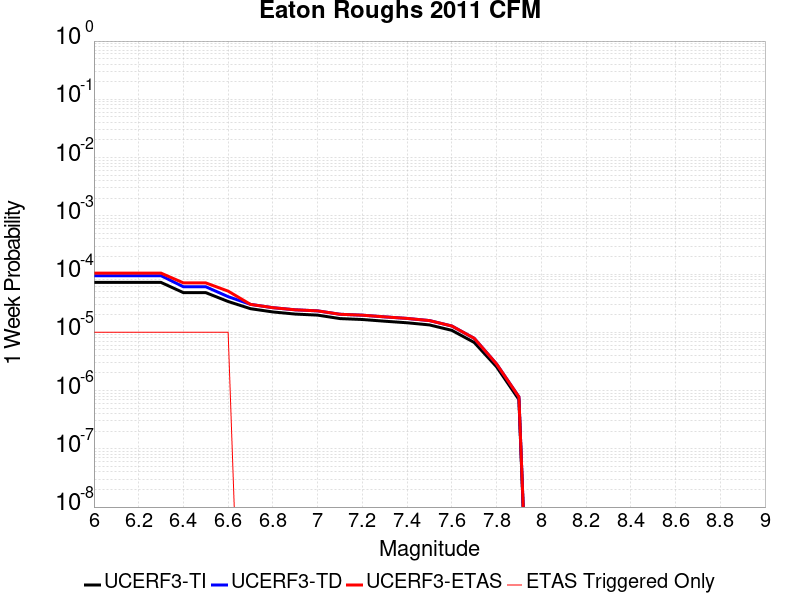 Eaton Roughs 2011 CFM
1 Week Probability
10^0
10^-1
10^-2
10^-3
10^-4
10^-5
10^-6
10^-7
10^-8
6 6.2 6.4 6.6 6.8 7 7.2 7.4 7.6 7.8 8 8.2 8.4 8.6 8.8 9
Magnitude
UCERF3-TI UCERF3-TD UCERF3-ETAS ETAS Triggered Only